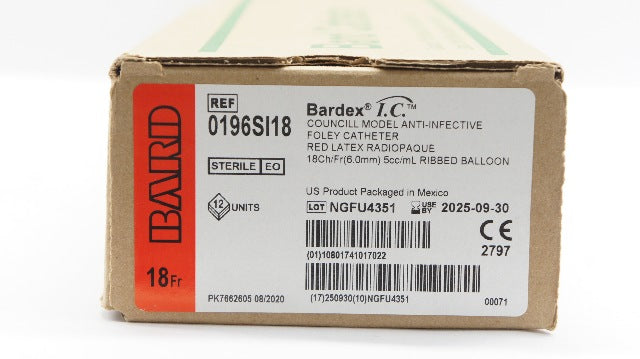 BARD
18Fr
REF
0196SI18
STERILE EO
12 UNITS
PK7662605 08/2020
Bardex® I.C.™
COUNCILL MODEL ANTI-INFECTIVE
FOLEY CATHETER
RED LATEX RADIOPAQUE
18Ch/Fr(6.0mm) 5cc/mL RIBBED BALLOON
US Product Packaged in Mexico
LOT NGFU4351 USE BY 2025-09-30
CE
2797
(01)10801741017022
(17)250930(10)NGFU4351
00071